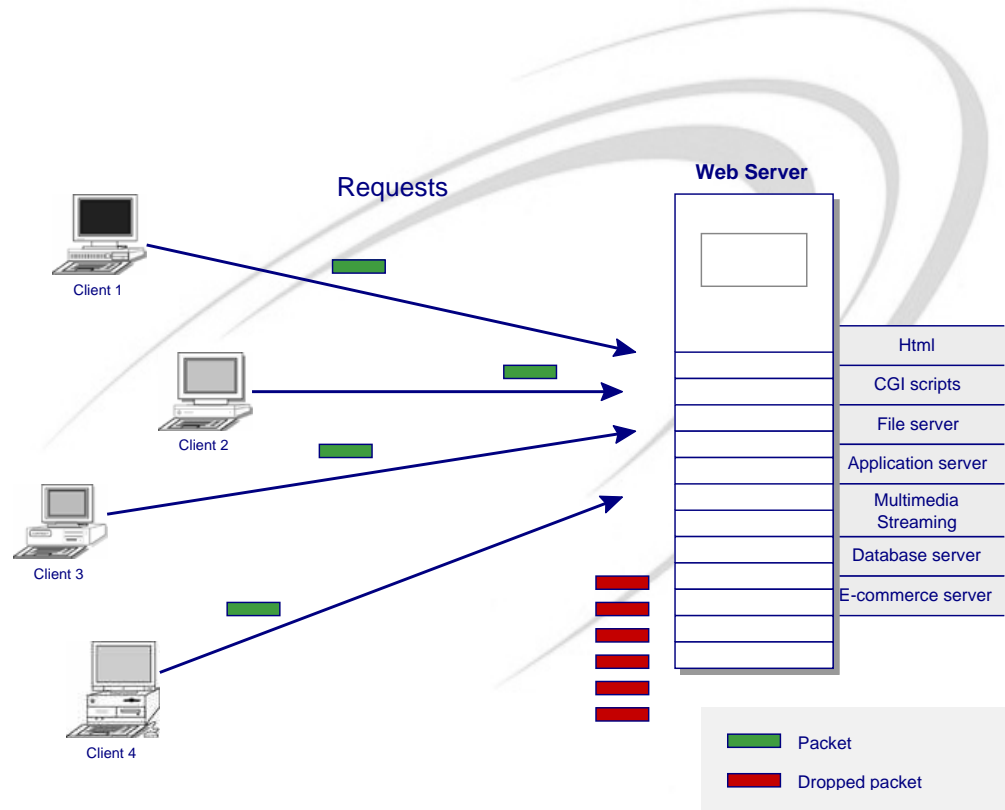 Requests
Web Server
Client 1
Client 2
Client 3
Client 4
Html
CGI scripts
File server
Application server
Multimedia
Streaming
Database server
E-commerce server
Packet
Dropped packet